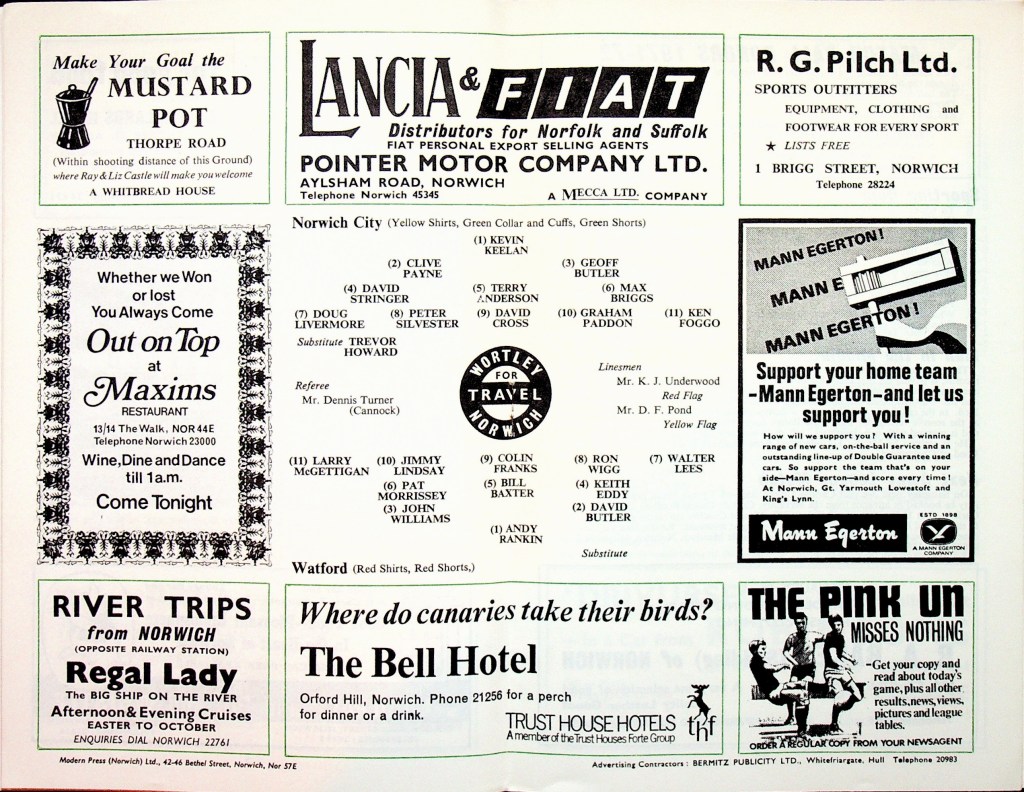 Make Your Goal the
MUSTARD
POT
THORPE ROAD
(Within shooting distance of this Ground)
where Ray & Liz Castle will make you welcome
A WHITBREAD HOUSE
LANCIA & FIAT
Distributors for Norfolk and Suffolk
FIAT PERSONAL EXPORT SELLING AGENTS
POINTER MOTOR COMPANY LTD.
AYLSHAM ROAD, NORWICH
Telephone Norwich 45345
A MECCA LTD. COMPANY
R. G. Pilch Ltd.
SPORTS OUTFITTERS
EQUIPMENT, CLOTHING and
FOOTWEAR FOR EVERY SPORT
★ LISTS FREE
1 BRIGG STREET, NORWICH
Telephone 28224
Whether we Won
or lost
You Always Come
Out on Top
at
Maxims
RESTAURANT
13/14 The Walk, NOR 44E
Telephone Norwich 23000
Wine, Dine and Dance
till 1 a.m.
Come Tonight
Norwich City (Yellow Shirts, Green Collar and Cuffs, Green Shorts)
(1) KEVIN
KEELAN
(2) CLIVE
PAYNE
(3) GEOFF
BUTLER
(4) DAVID
STRINGER
(5) TERRY
ANDERSON
(6) MAX
BRIGGS
(7) DOUG
LIVERMORE
(8) PETER
SILVESTER
(9) DAVID
CROSS
(10) GRAHAM
PADDON
(11) KEN
FOGGO
Substitute TREVOR
HOWARD
WORTLEY
FOR
TRAVEL
NORWICH
Referee
Mr. Dennis Turner
(Cannock)
Linesmen
Mr. K. J. Underwood
Red Flag
Mr. D. F. Pond
Yellow Flag
(11) LARRY
McGETTIGAN
(10) JIMMY
LINDSAY
(9) COLIN
FRANKS
(8) RON
WIGG
(7) WALTER
LEES
(6) PAT
MORRISSEY
(5) BILL
BAXTER
(4) KEITH
EDDY
(3) JOHN
WILLIAMS
(2) DAVID
BUTLER
(1) ANDY
RANKIN
Substitute
Watford (Red Shirts, Red Shorts,)
MANN EGERTON!
MANN E
MANN EGERTON!
Support your home team
-Mann Egerton-and let us
support you!
How will we support you? With a winning
range of new cars, on-the-ball service and an
outstanding line-up of Double Guarantee used
cars. So support the team that's on your
side—Mann Egerton—and score every time!
At Norwich, Gt. Yarmouth Lowestoft and
King's Lynn.
Mann Egerton
ESTD 1898
A MANN EGERTON
COMPANY
RIVER TRIPS
from NORWICH
(OPPOSITE RAILWAY STATION)
Regal Lady
The BIG SHIP ON THE RIVER
Afternoon & Evening Cruises
EASTER TO OCTOBER
ENQUIRIES DIAL NORWICH 22761
Where do canaries take their birds?
The Bell Hotel
Orford Hill, Norwich. Phone 21256 for a perch
for dinner or a drink.
TRUST HOUSE HOTELS
A member of the Trust Houses Forte Group
thf
THE PINK UN
MISSES NOTHING
-Get your copy and
read about today's
game, plus all other
results, news, views,
pictures and league
tables.
ORDER A REGULAR COPY FROM YOUR NEWSAGENT
Modern Press (Norwich) Ltd., 42-46 Bethel Street, Norwich, Nor 57E
Advertising Contractors : BERMITZ PUBLICITY LTD., Whitefriargate, Hull Telephone 20983